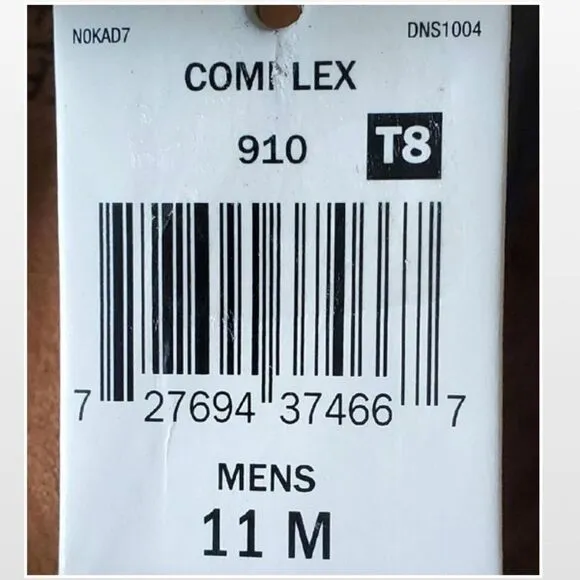 N0KAD7 DNS1004
COMPLEX
910 T8
7 27694 37466 7
MENS
11 M